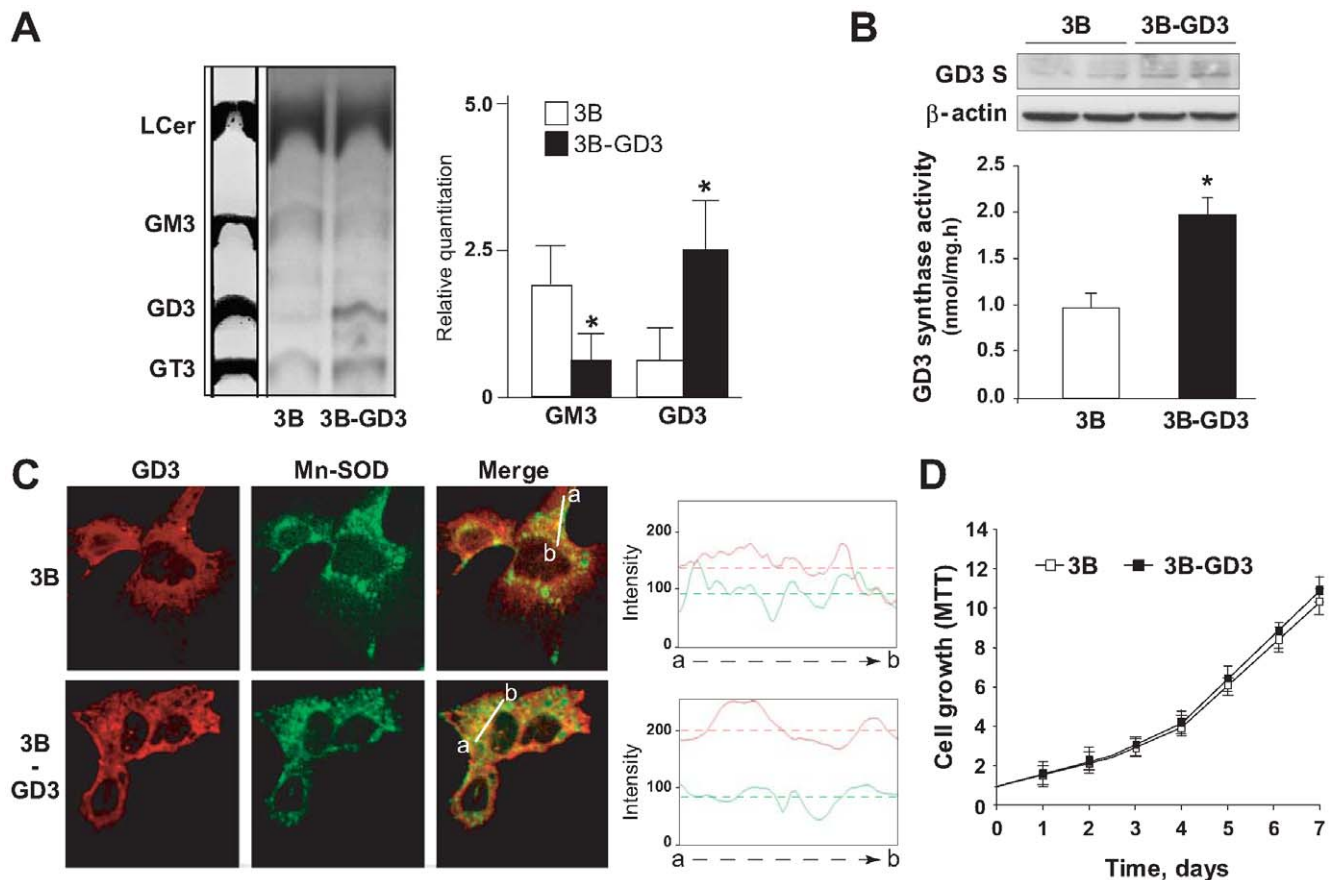 A
LCer
GM3
GD3
GT3
3B 3B-GD3
Relative quantitation
5.0
2.5
0
3B
3B-GD3
*
*
GM3 GD3
B
3B 3B-GD3
GD3 S
β-actin
GD3 synthase activity
(nmol/mg.h)
2.5
2.0
1.5
1.0
0.5
0.0
*
3B 3B-GD3
C
GD3 Mn-SOD Merge
3B
a
b
3B
-
GD3
b
a
Intensity
200
100
0
a b
Intensity
200
100
0
a b
D
Cell growth (MTT)
14
12
10
8
6
4
2
0
3B 3B-GD3
0 1 2 3 4 5 6 7
Time, days